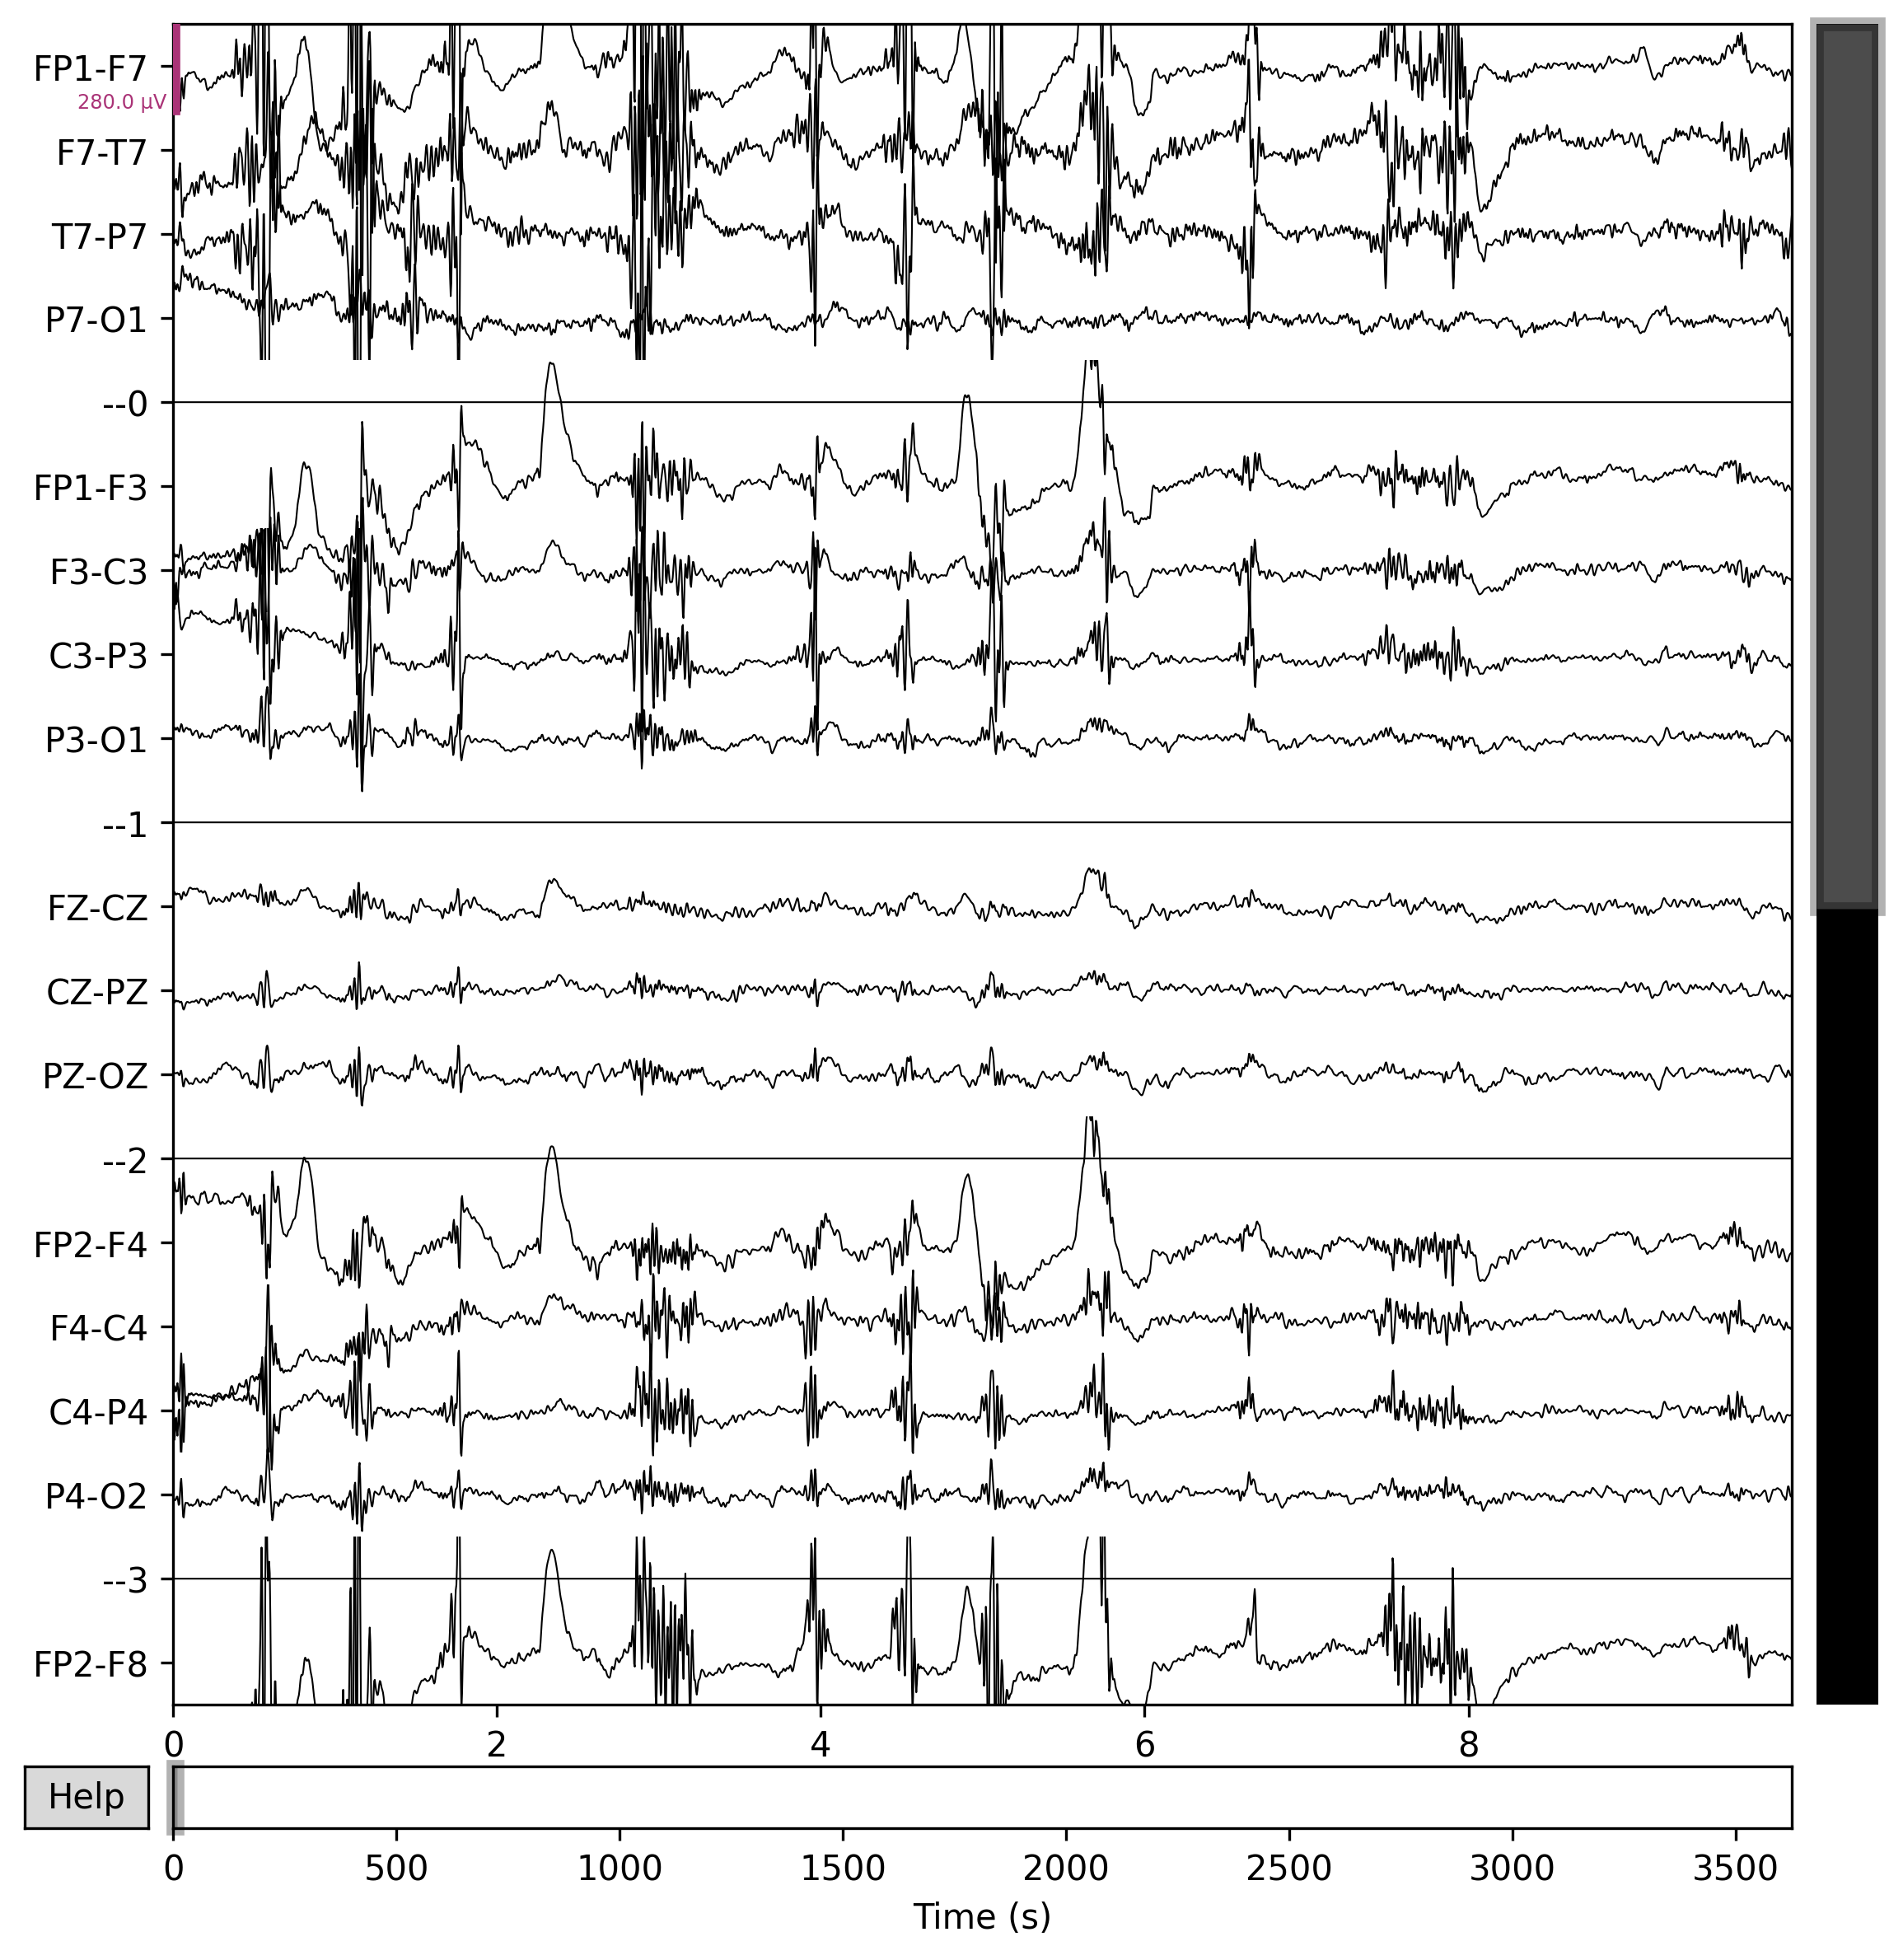 FP1-F7
280.0 µV
F7-T7
T7-P7
P7-O1
--0
FP1-F3
F3-C3
C3-P3
P3-O1
--1
FZ-CZ
CZ-PZ
PZ-OZ
--2
FP2-F4
F4-C4
C4-P4
P4-O2
--3
FP2-F8
0 2 4 6 8
Help
0 500 1000 1500 2000 2500 3000 3500
Time (s)